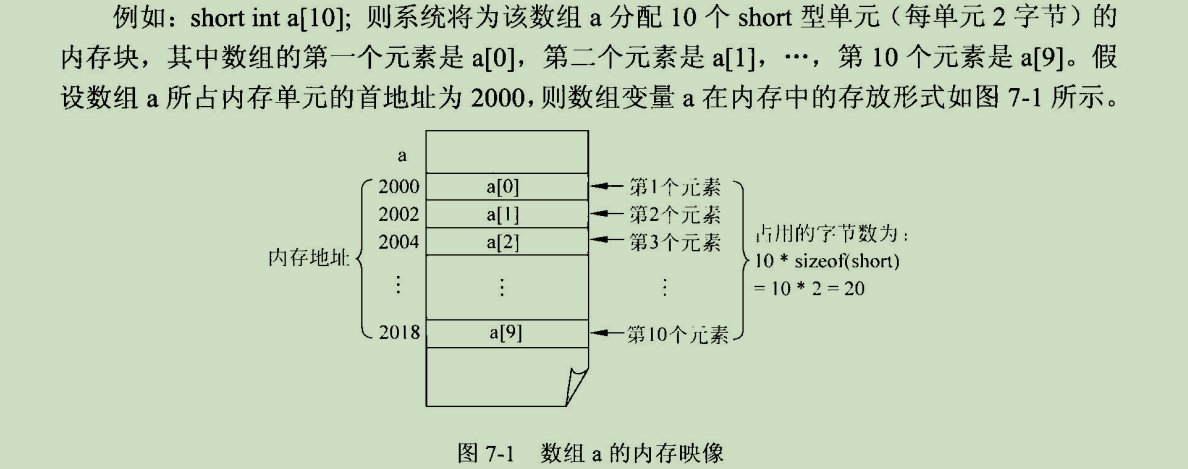 例如：short int a[10]; 则系统将为该数组 a 分配 10 个 short 型单元（每单元 2 字节）的
内存块，其中数组的第一个元素是 a[0]，第二个元素是 a[1]，…，第 10 个元素是 a[9]。假
设数组 a 所占内存单元的首地址为 2000，则数组变量 a 在内存中的存放形式如图 7-1 所示。
a
2000 a[0] 第1个元素
2002 a[1] 第2个元素
2004 a[2] 第3个元素
占用的字节数为：
内存地址
10 * sizeof(short)
⋮ ⋮ ⋮
= 10 * 2 = 20
2018 a[9] 第10个元素
图 7-1 数组 a 的内存映像